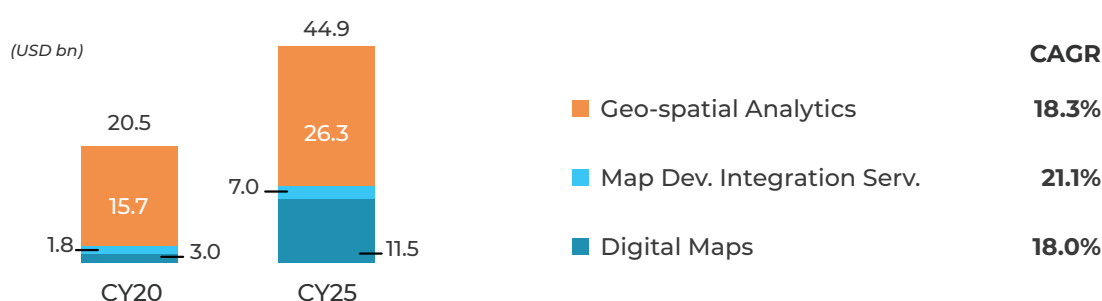 (USD bn)
44.9
20.5
26.3
15.7
7.0
1.8
3.0
11.5
CY20
CY25
CAGR
Geo-spatial Analytics 18.3%
Map Dev. Integration Serv. 21.1%
Digital Maps 18.0%